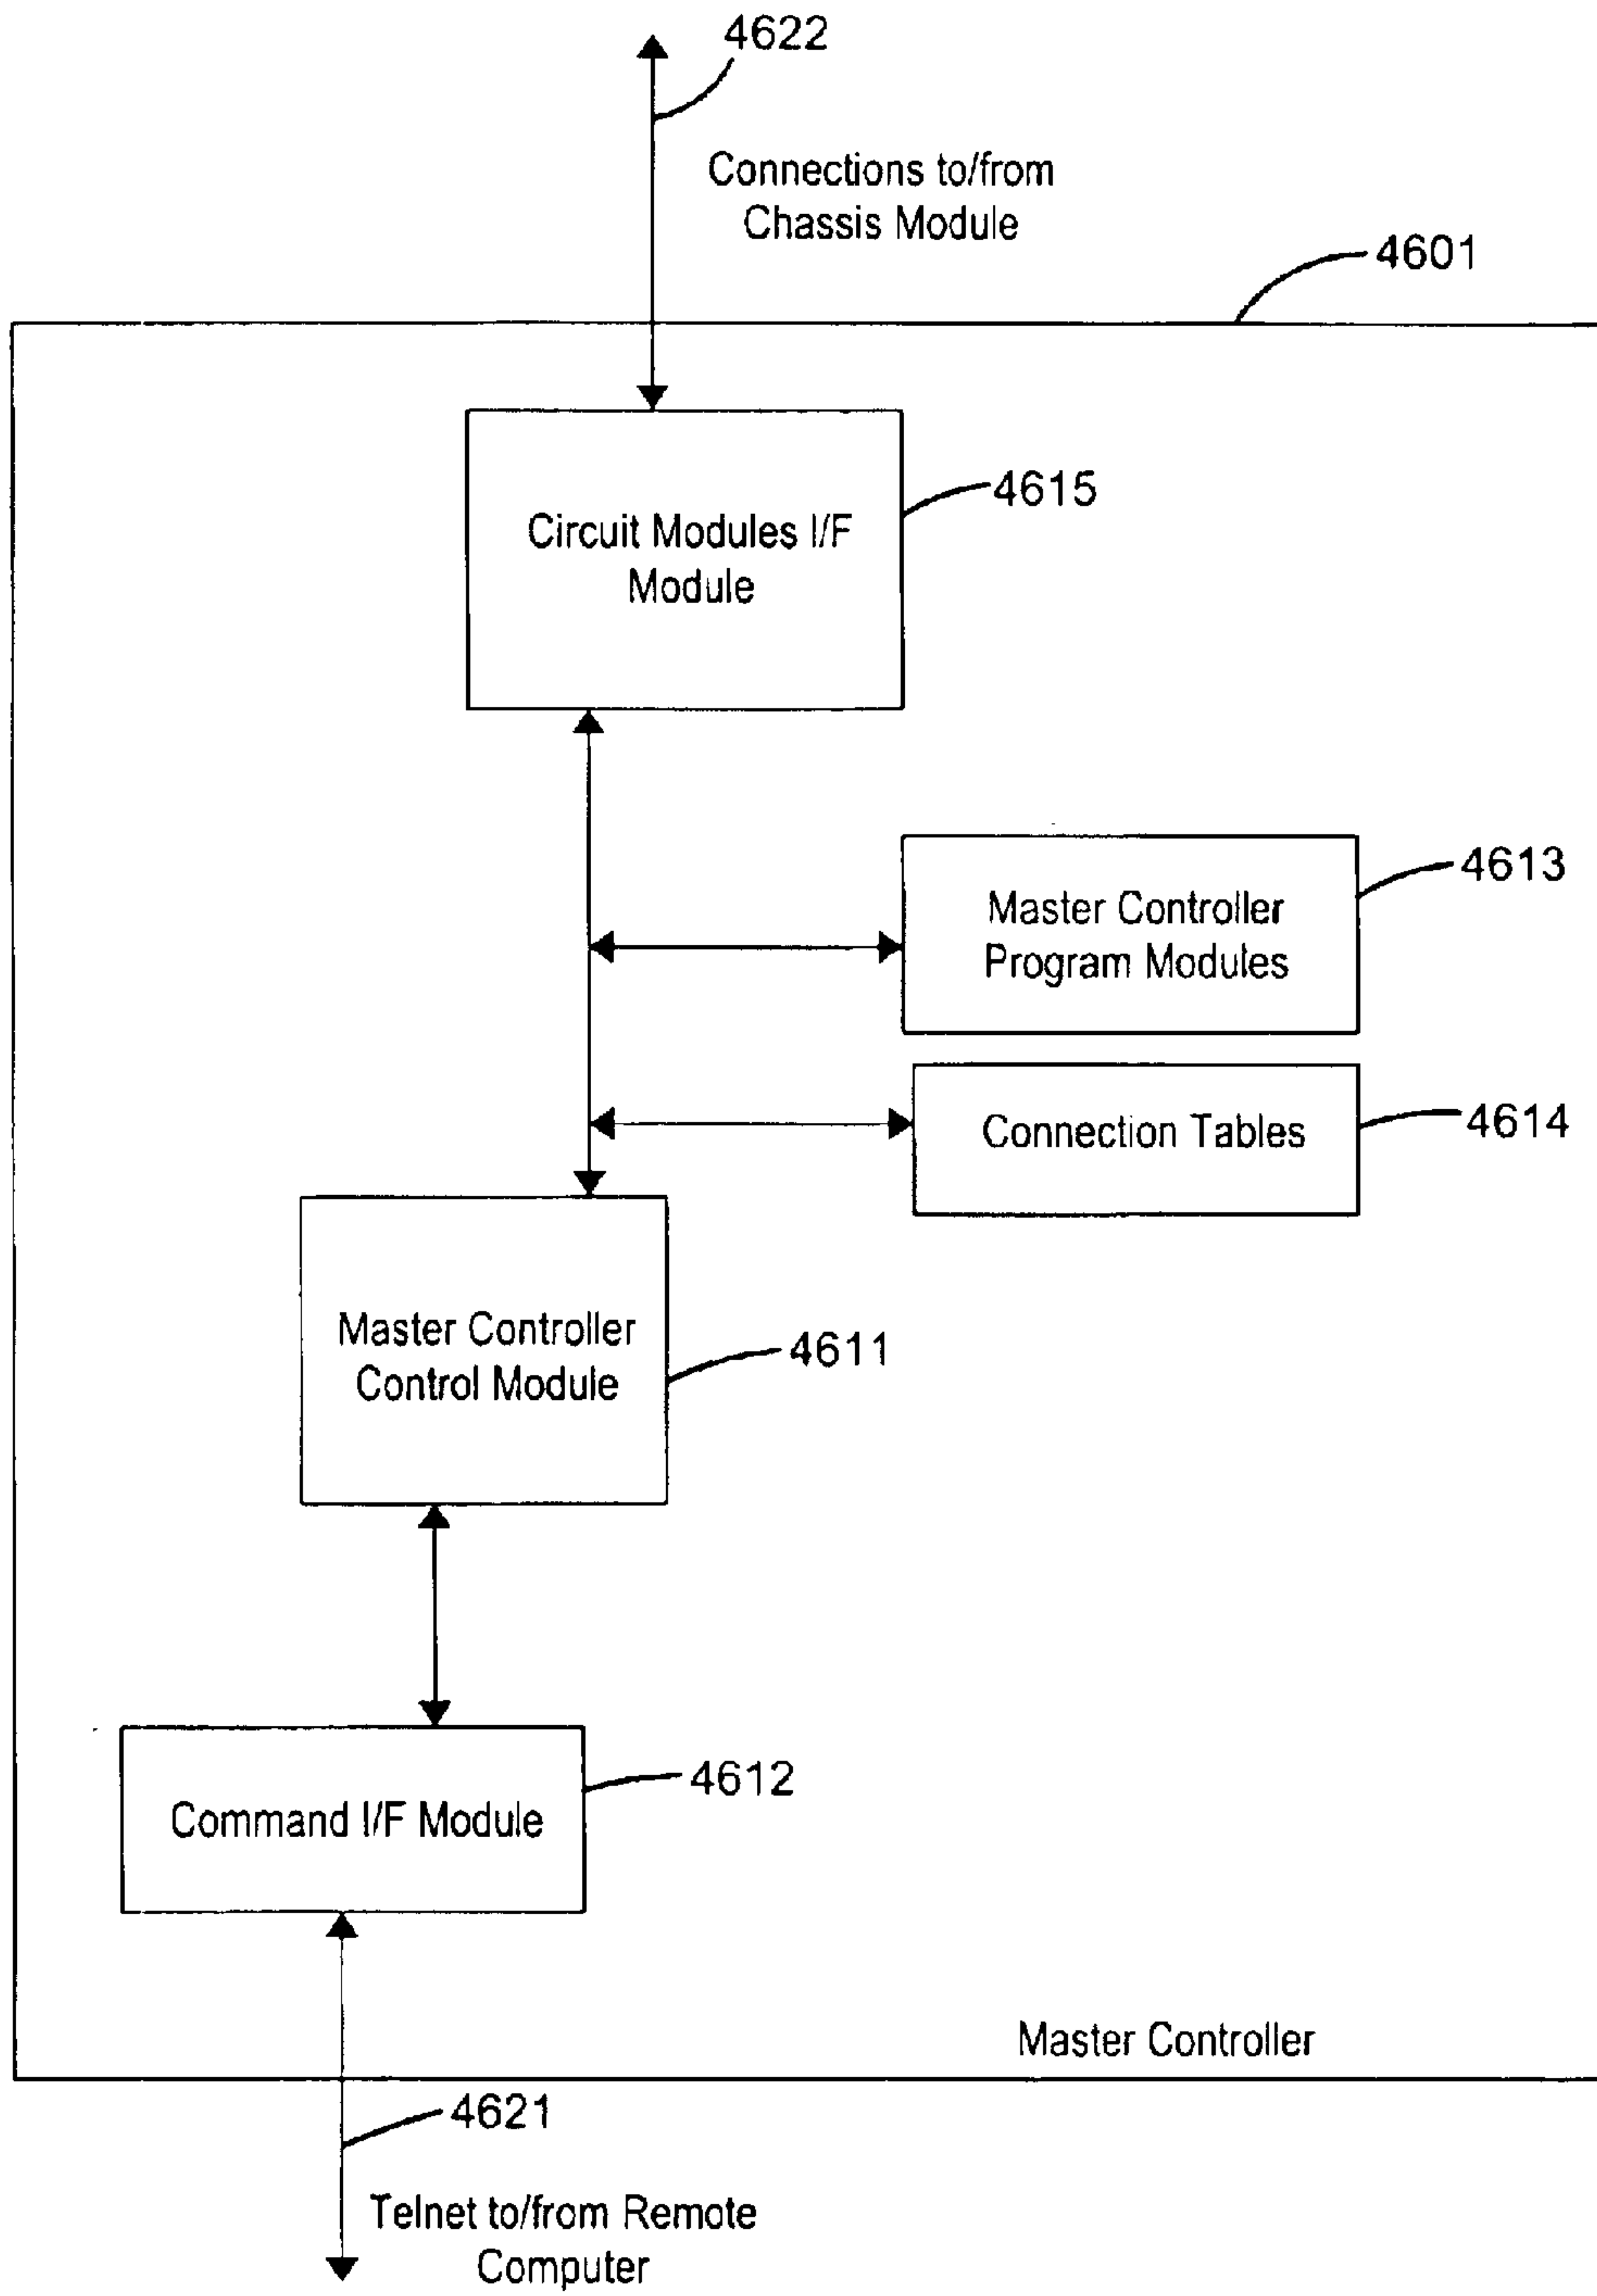 4622
Connections to/from
Chassis Module
4601
4615
Circuit Modules I/F
Module
4613
Master Controller
Program Modules
4614
Connection Tables
Master Controller
Control Module
4611
4612
Command I/F Module
Master Controller
4621
Telnet to/from Remote
Computer